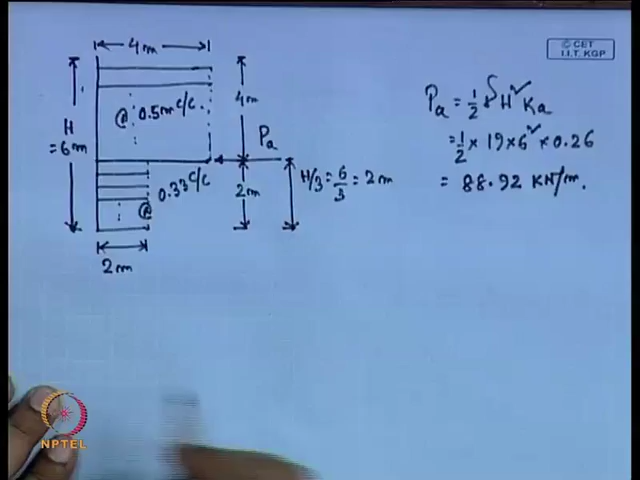 4m
© CET
I.I.T. KGP
H
=6m
@ 0.5m c/c.
4m
Pa
@ 0.33 c/c
2m
H/3 = 6/3 = 2m
2m
Pa = 1/2 γ H² Ka
= 1/2 × 19 × 6² × 0.26
= 88.92 KN/m.
NPTEL